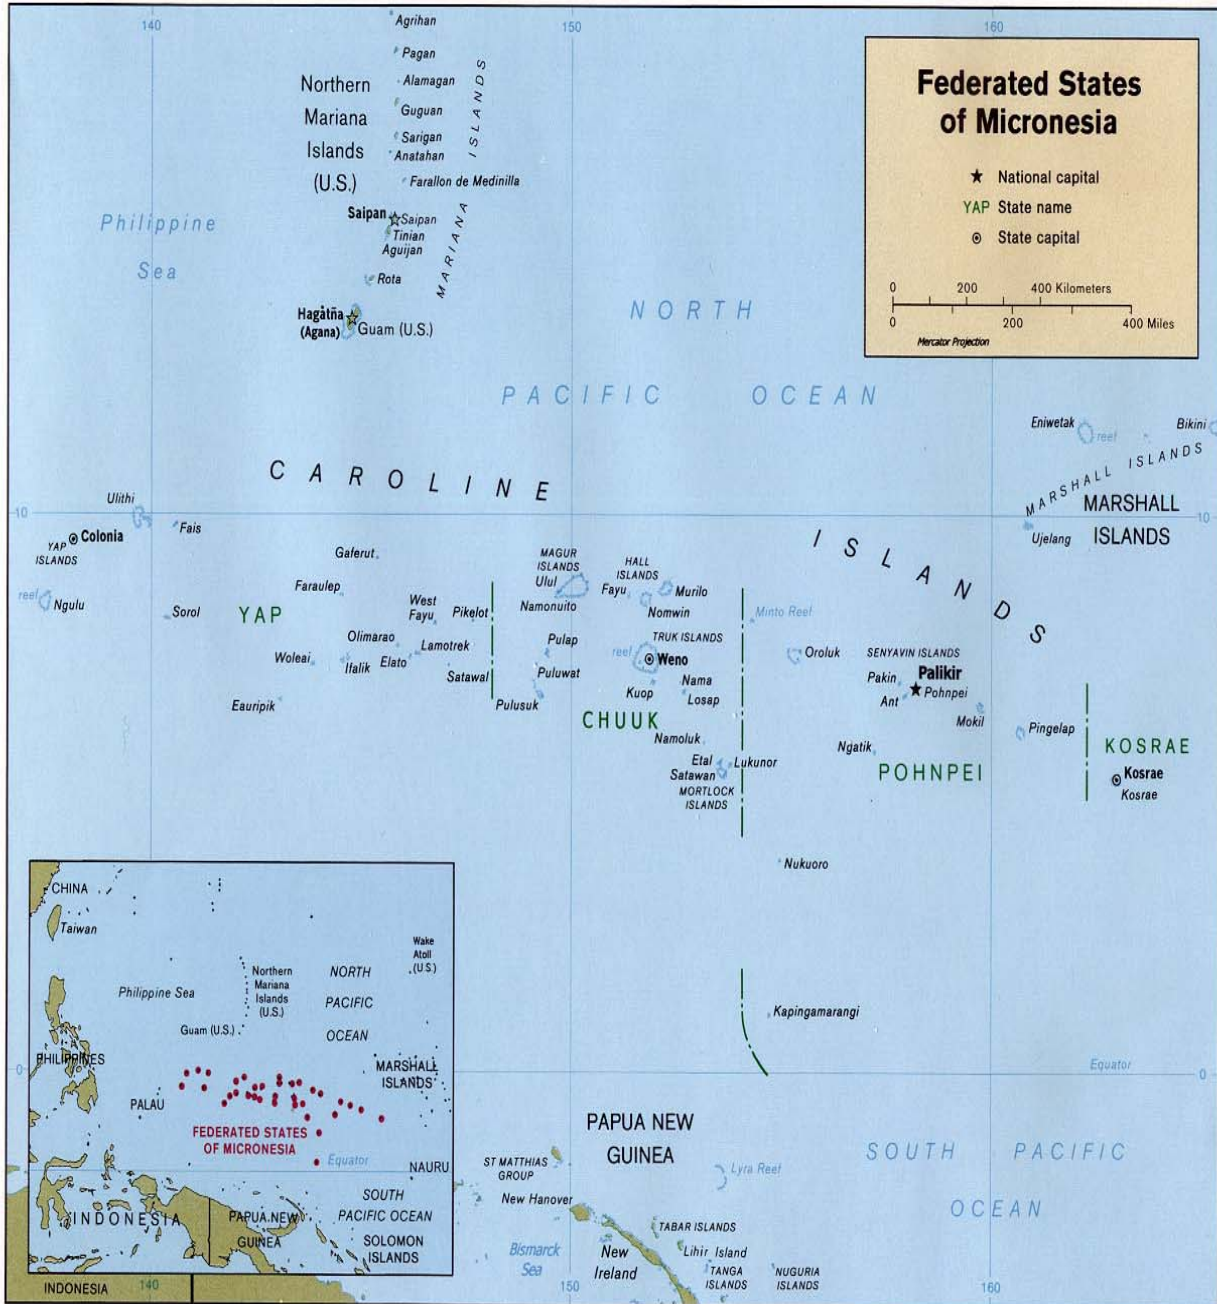 140
150
160
Agrihan
Pagan
Northern
Mariana
Islands
(U.S.)
Alamagan
Guguan
Sarigan
Anatahan
Farallon de Medinilla
MARIANA ISLANDS
Saipan
Saipan
Tinian
Aguijan
Rota
Hagåtña
(Agana)
Guam (U.S.)
Philippine
Sea
Federated States
of Micronesia
National capital
YAP State name
State capital
0 200 400 Kilometers
0 200 400 Miles
Mercator Projection
NORTH
PACIFIC OCEAN
Eniwetak
reef
Bikini
MARSHALL ISLANDS
MARSHALL
ISLANDS
Ujelang
CAROLINE
ISLANDS
10
10
Ulithi
Colonia
YAP
ISLANDS
Fais
reef
Ngulu
Sorol
YAP
Gaferut
Faraulep
West
Fayu
Pikelot
Olimarao
Lamotrek
Woleai
Ifalik
Elato
Satawal
Eauripik
MAGUR
ISLANDS
Ulul
Namonuito
HALL
ISLANDS
Fayu
Murilo
Nomwin
Pulap
Puluwat
Pulusuk
TRUK ISLANDS
reef
Weno
Kuop
Nama
Losap
CHUUK
Namoluk
Etal
Lukunor
Satawan
MORTLOCK
ISLANDS
Minto Reef
Oroluk
SENYAVIN ISLANDS
Palikir
Pakin
Pohnpei
Ant
Mokil
Pingelap
Ngatik
POHNPEI
KOSRAE
Kosrae
Kosrae
Nukuoro
Kapingamarangi
Equator
0
0
PAPUA NEW
GUINEA
SOUTH PACIFIC
OCEAN
ST MATTHIAS
GROUP
Lyra Reef
New Hanover
TABAR ISLANDS
Bismarck
Sea
New
Ireland
Lihir Island
TANGA
ISLANDS
NUGURIA
ISLANDS
150
160
CHINA
Taiwan
Wake
Atoll
(U.S.)
Philippine Sea
Northern
Mariana
Islands
(U.S.)
NORTH
PACIFIC
OCEAN
Guam (U.S.)
PHILIPPINES
MARSHALL
ISLANDS
PALAU
FEDERATED STATES
OF MICRONESIA
Equator
NAURU
SOUTH
PACIFIC OCEAN
INDONESIA
PAPUA NEW
GUINEA
SOLOMON
ISLANDS
INDONESIA
140